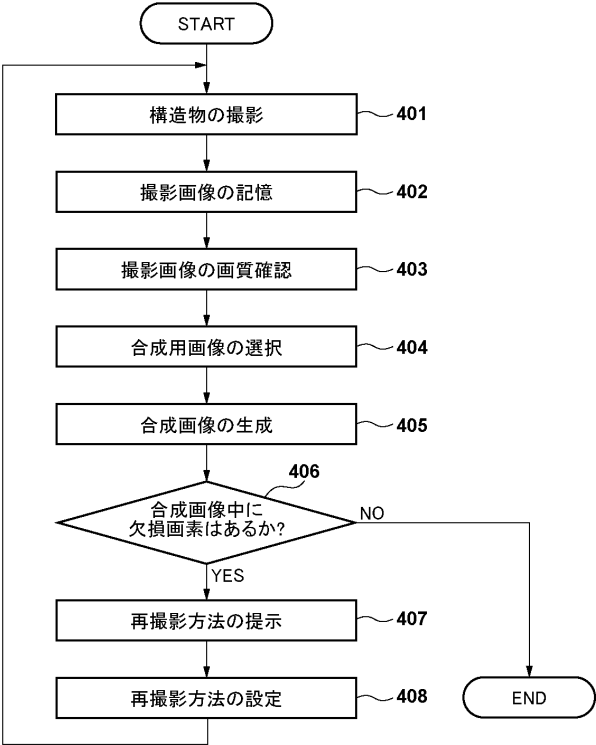 START
構造物の撮影
401
撮影画像の記憶
402
撮影画像の画質確認
403
合成用画像の選択
404
合成画像の生成
405
406
合成画像中に
欠損画素はあるか?
NO
YES
再撮影方法の提示
407
再撮影方法の設定
408
END